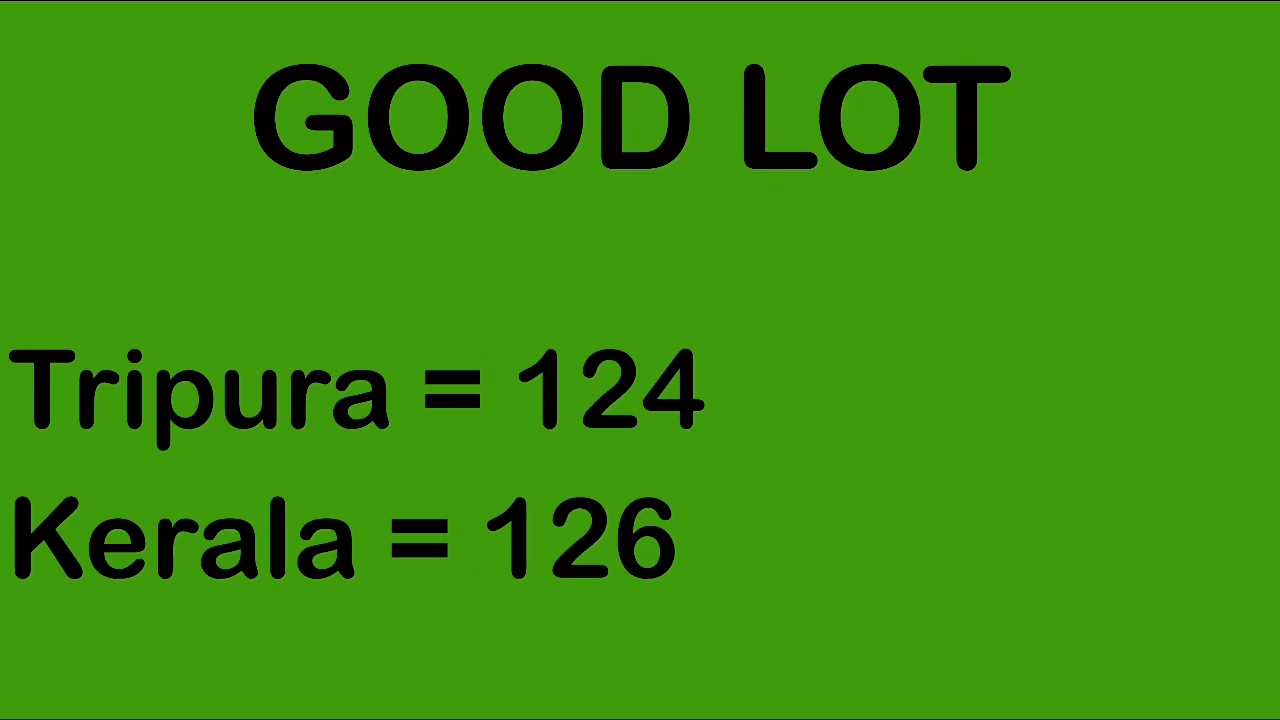 GOOD LOT
Tripura = 124
Kerala = 126